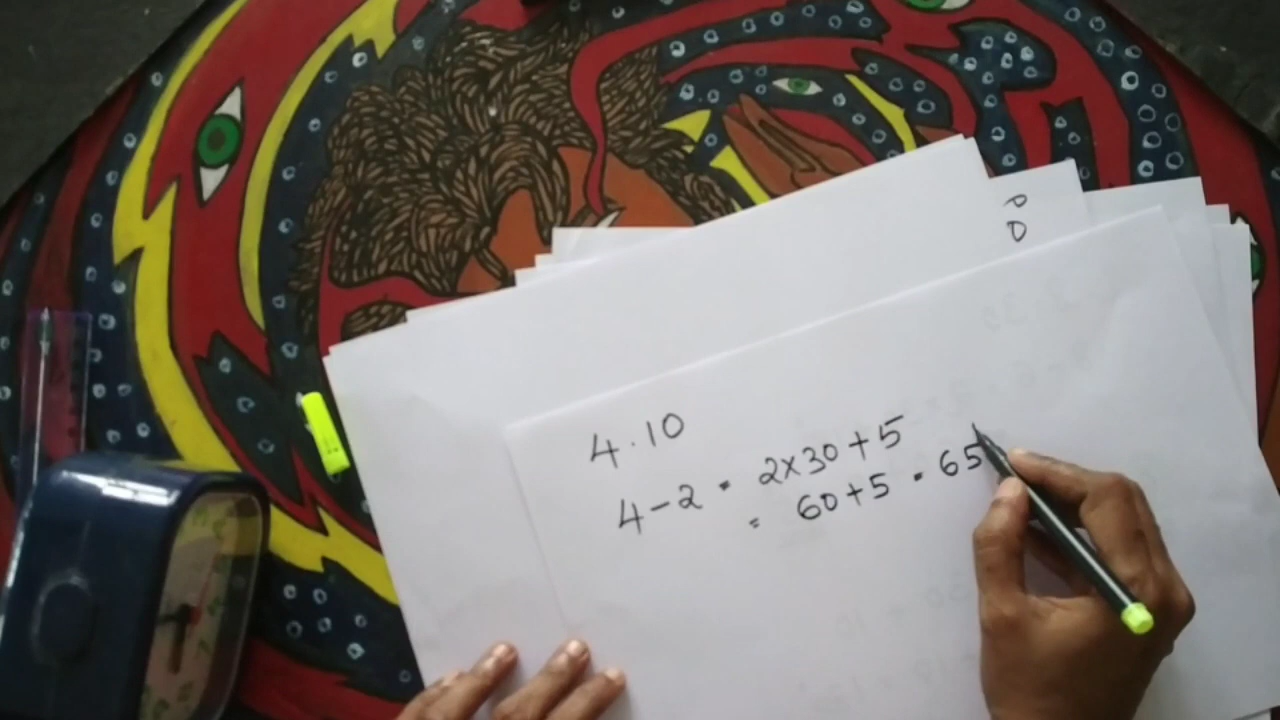 4.10
4-2 = 2x30+5
= 60+5 = 65